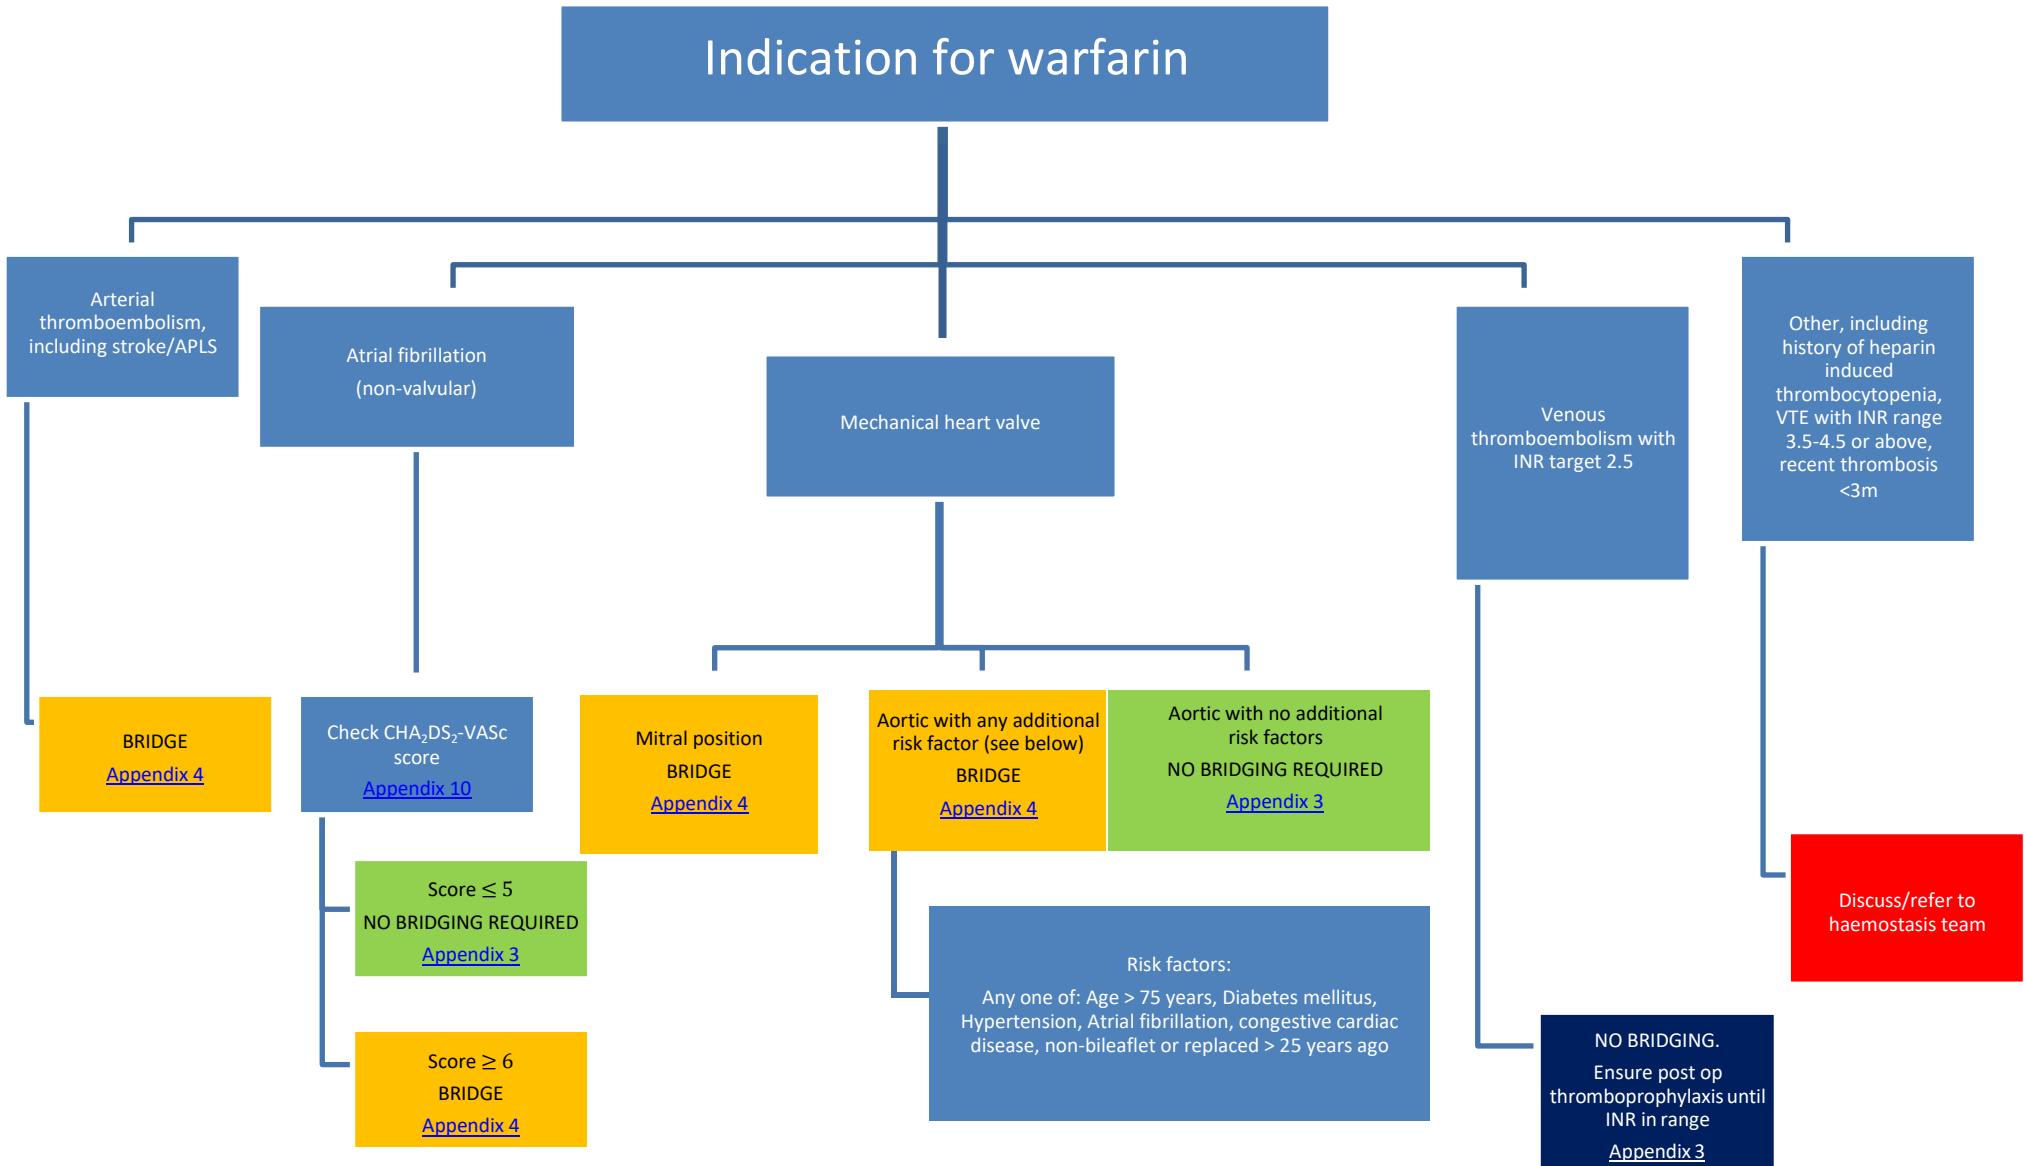 Indication for warfarin
Arterial
thromboembolism,
including stroke/APLS
Atrial fibrillation
(non-valvular)
Mechanical heart valve
Venous
thromboembolism with
INR target 2.5
Other, including
history of heparin
induced
thrombocytopenia,
VTE with INR range
3.5-4.5 or above,
recent thrombosis
<3m
BRIDGE
Appendix 4
Check CHA₂DS₂-VASc
score
Appendix 10
Mitral position
BRIDGE
Appendix 4
Aortic with any additional
risk factor (see below)
BRIDGE
Appendix 4
Aortic with no additional
risk factors
NO BRIDGING REQUIRED
Appendix 3
Score ≤ 5
NO BRIDGING REQUIRED
Appendix 3
Score ≥ 6
BRIDGE
Appendix 4
Risk factors:
Any one of: Age > 75 years, Diabetes mellitus,
Hypertension, Atrial fibrillation, congestive cardiac
disease, non-bileaflet or replaced > 25 years ago
Discuss/refer to
haemostasis team
NO BRIDGING.
Ensure post op
thromboprophylaxis until
INR in range
Appendix 3